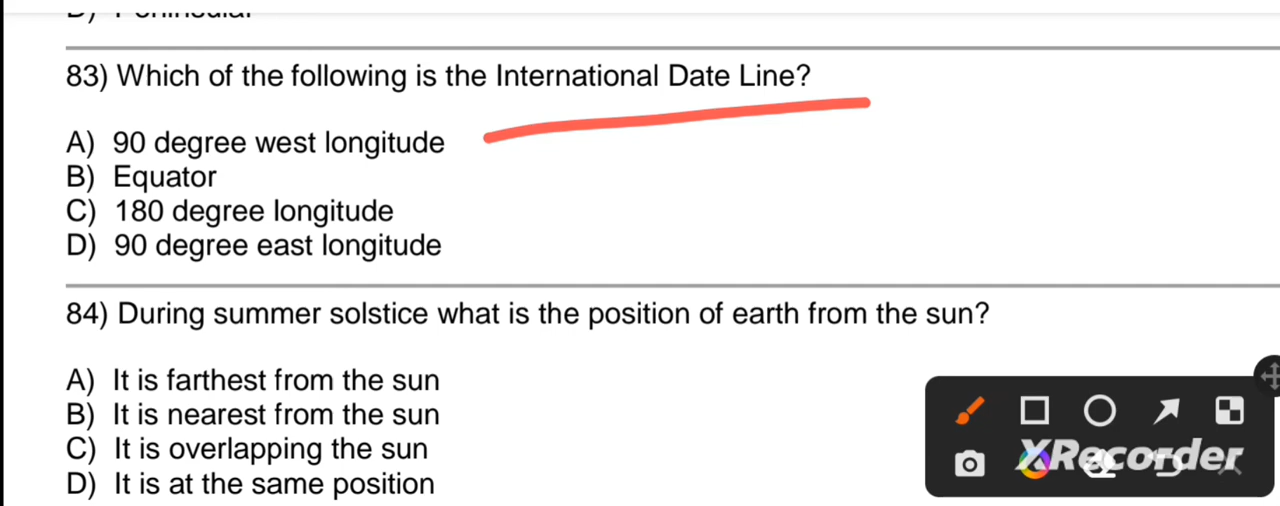 D) Peninsular
83) Which of the following is the International Date Line?
A) 90 degree west longitude
B) Equator
C) 180 degree longitude
D) 90 degree east longitude
84) During summer solstice what is the position of earth from the sun?
A) It is farthest from the sun
B) It is nearest from the sun
C) It is overlapping the sun
D) It is at the same position
XRecorder